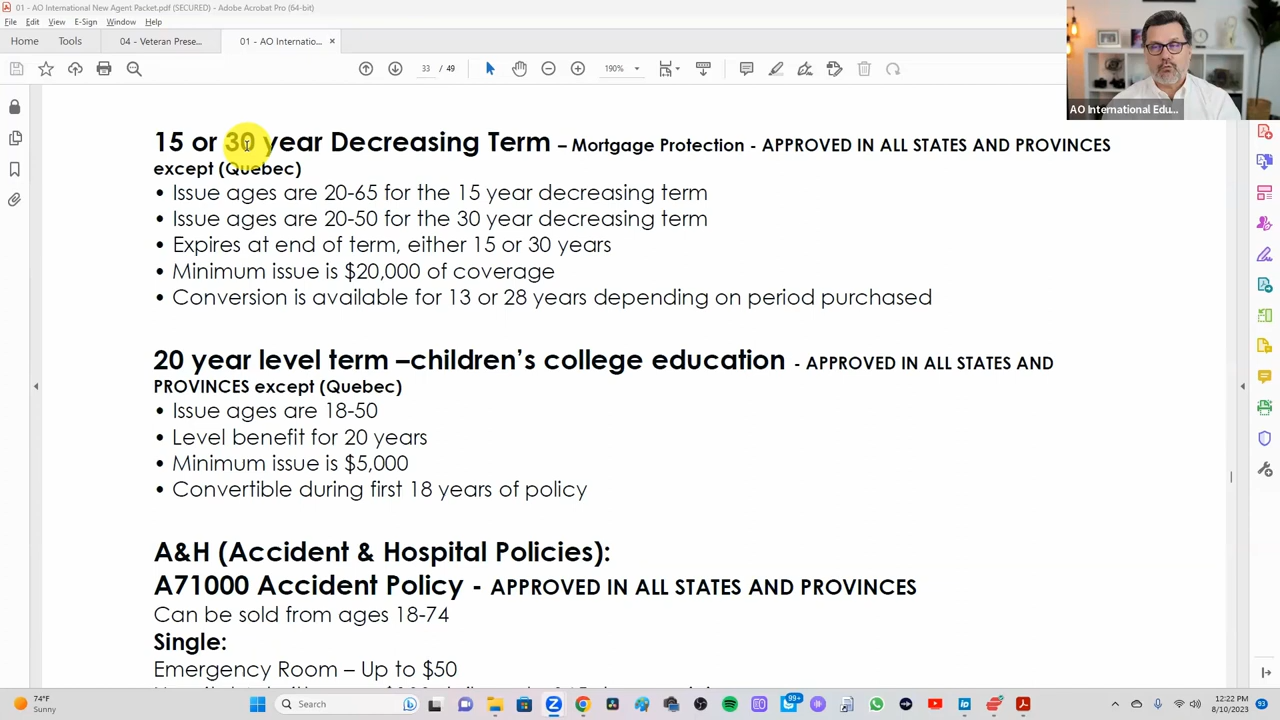 01 - AO International New Agent Packet.pdf (SECURED) - Adobe Acrobat Pro (64-bit)
File Edit View E-Sign Window Help
Home Tools 04 - Veteran Prese... 01 - AO Internatio... ×
33 / 49 190%
AO International Edu...
15 or 30 year Decreasing Term – Mortgage Protection - APPROVED IN ALL STATES AND PROVINCES
except (Quebec)
• Issue ages are 20-65 for the 15 year decreasing term
• Issue ages are 20-50 for the 30 year decreasing term
• Expires at end of term, either 15 or 30 years
• Minimum issue is $20,000 of coverage
• Conversion is available for 13 or 28 years depending on period purchased
20 year level term –children’s college education - APPROVED IN ALL STATES AND
PROVINCES except (Quebec)
• Issue ages are 18-50
• Level benefit for 20 years
• Minimum issue is $5,000
• Convertible during first 18 years of policy
A&H (Accident & Hospital Policies):
A71000 Accident Policy - APPROVED IN ALL STATES AND PROVINCES
Can be sold from ages 18-74
Single:
Emergency Room – Up to $50
74°F
Sunny
Search
99+
12:22 PM
8/10/2023
93